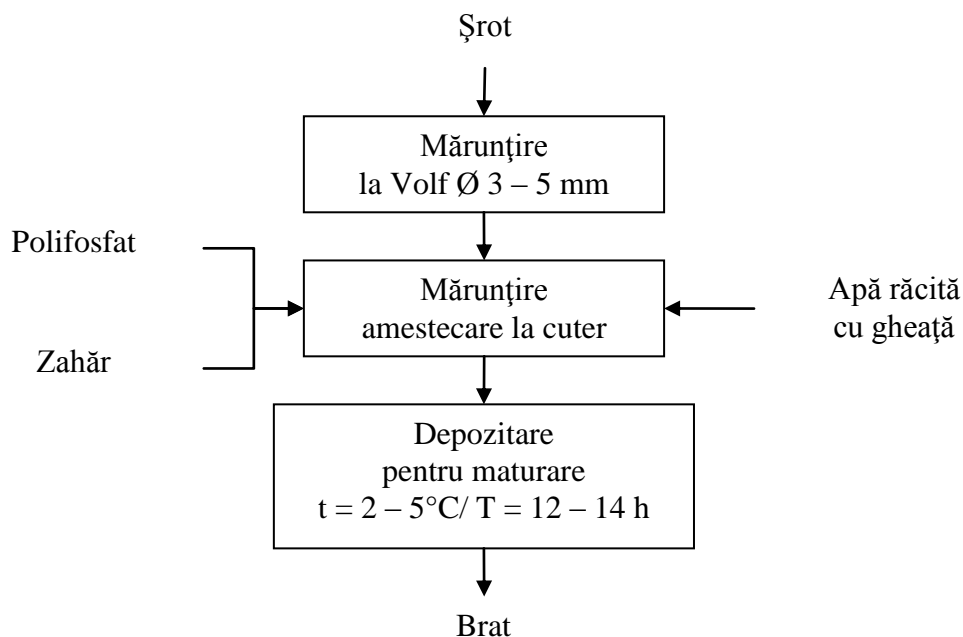 Şrot
Mărunţire
la Volf Ø 3 – 5 mm
Polifosfat
Zahăr
Mărunţire
amestecare la cuter
Apă răcită
cu gheaţă
Depozitare
pentru maturare
t = 2 – 5°C/ T = 12 – 14 h
Brat